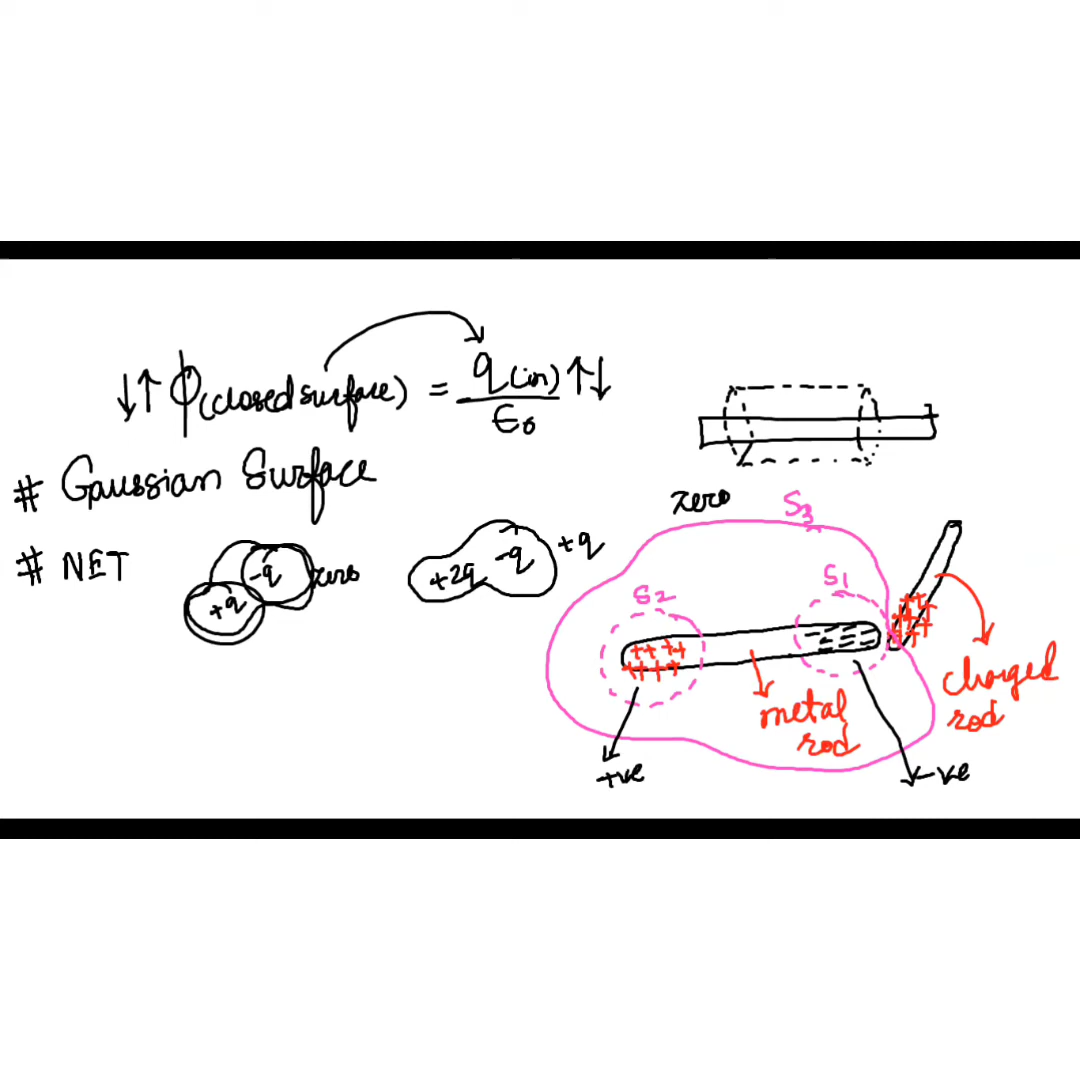 ↓↑ ϕ(closed surface) = q(in) ↑↓
ε0
# Gaussian Surface
zero
S3
# NET
-q
zero
+q
-q
+2q
+q
S2
S1
++ ++
++++
metal rod
charged rod
+ve
-ve